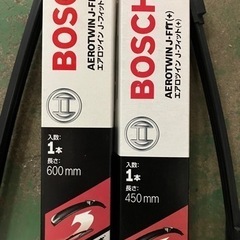 BOSCH
AEROTWIN J-FIT(+)
エアロツイン J-フィット(+)
入数:
1本
長さ:
600mm
BOSCH
AEROTWIN J-FIT(+)
エアロツイン J-フィット(+)
入数:
1本
長さ:
450mm